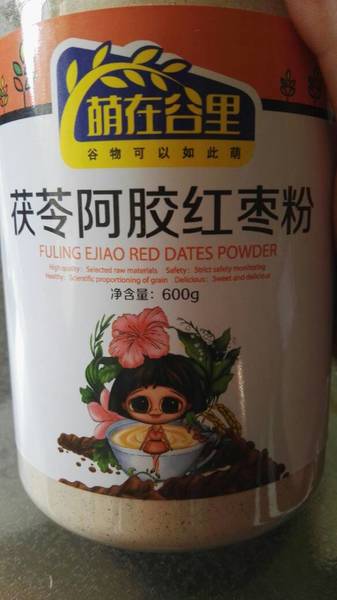 萌在谷里
谷物可以如此萌
茯苓阿胶红枣粉
FULING EJIAO RED DATES POWDER
High quality: Selected raw materials Safety: Strict safety monitoring
Healthy: Scientific proportioning of grain Delicious: Sweet and delicious
净含量：600g